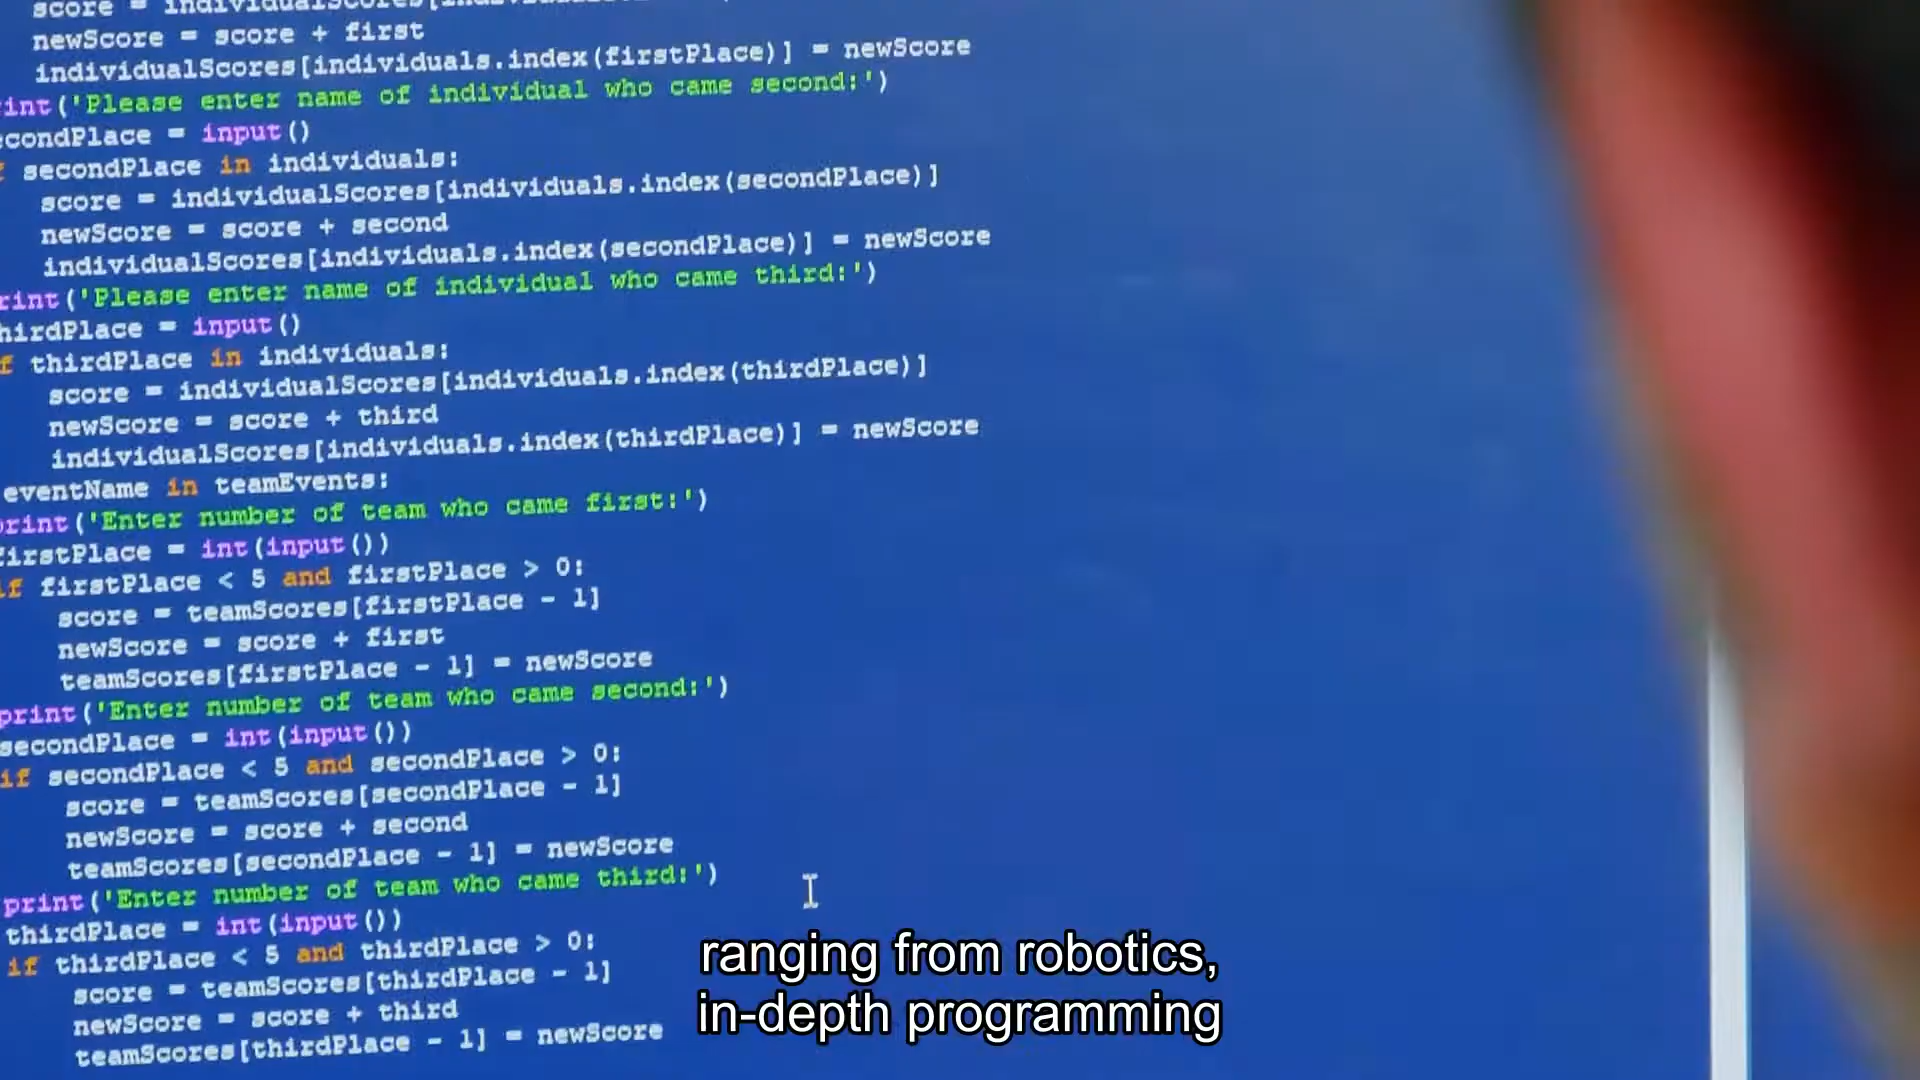 score = individualScores[individuals.
newScore = score + first
individualScores[individuals.index(firstPlace)] = newScore
int('Please enter name of individual who came second:')
econdPlace = input()
f secondPlace in individuals:
score = individualScores[individuals.index(secondPlace)]
newScore = score + second
individualScores[individuals.index(secondPlace)] = newScore
rint('Please enter name of individual who came third:')
hirdPlace = input()
f thirdPlace in individuals:
score = individualScores[individuals.index(thirdPlace)]
newScore = score + third
individualScores[individuals.index(thirdPlace)] = newScore
eventName in teamEvents:
print('Enter number of team who came first:')
firstPlace = int(input())
if firstPlace < 5 and firstPlace > 0:
score = teamScores[firstPlace - 1]
newScore = score + first
teamScores[firstPlace - 1] = newScore
print('Enter number of team who came second:')
secondPlace = int(input())
if secondPlace < 5 and secondPlace > 0:
score = teamScores[secondPlace - 1]
newScore = score + second
teamScores[secondPlace - 1] = newScore
print('Enter number of team who came third:')
thirdPlace = int(input())
if thirdPlace < 5 and thirdPlace > 0:
score = teamScores[thirdPlace - 1]
newScore = score + third
teamScores[thirdPlace - 1] = newScore
ranging from robotics,
in-depth programming